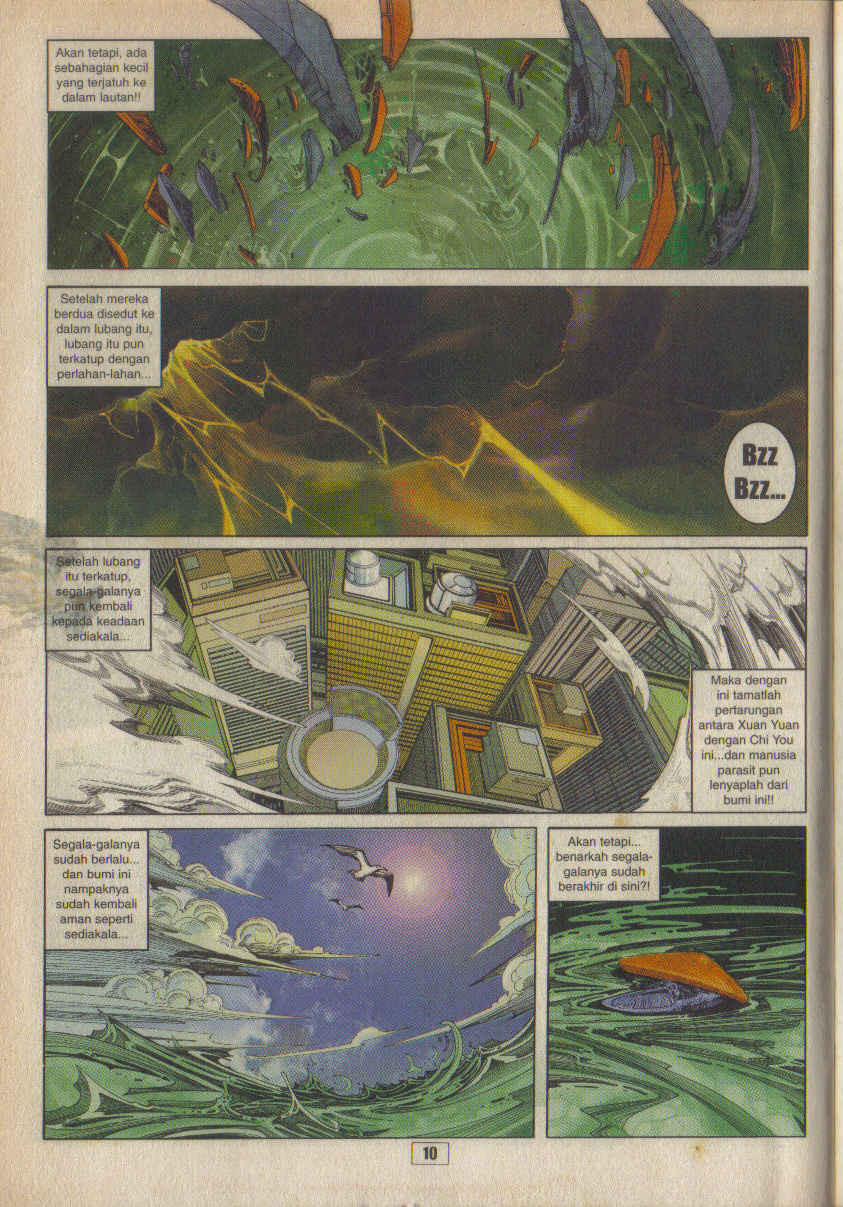 Akan tetapi, ada
sebahagian kecil
yang terjatuh ke
dalam lautan!!
Setelah mereka
berdua disedut ke
dalam lubang itu,
lubang itu pun
terkatup dengan
perlahan-lahan...
Bzz
Bzz...
Setelah lubang
itu terkatup,
segala-galanya
pun kembali
kepada keadaan
sediakala...
Maka dengan
ini tamatlah
pertarungan
antara Xuan Yuan
dengan Chi You
ini...dan manusia
parasit pun
lenyaplah dari
bumi ini!!
Segala-galanya
sudah berlalu...
dan bumi ini
nampaknya
sudah kembali
aman seperti
sediakala...
Akan tetapi...
benarkah segala-
galanya sudah
berakhir di sini?!
10